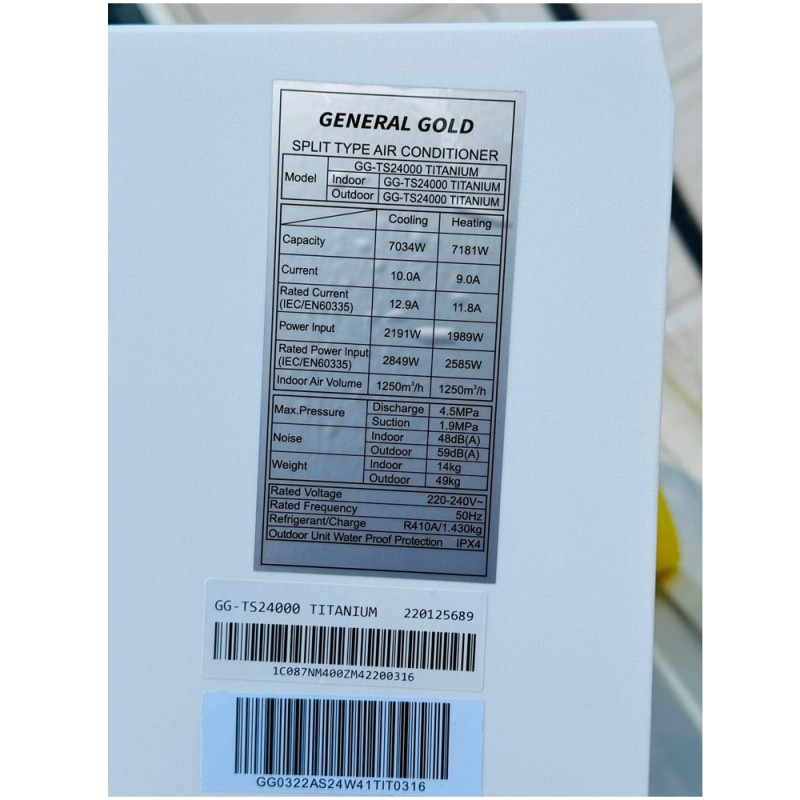 GENERAL GOLD
SPLIT TYPE AIR CONDITIONER
Model GG-TS24000 TITANIUM
Indoor GG-TS24000 TITANIUM
Outdoor GG-TS24000 TITANIUM
Cooling Heating
Capacity 7034W 7181W
Current 10.0A 9.0A
Rated Current (IEC/EN60335) 12.9A 11.8A
Power Input 2191W 1989W
Rated Power Input (IEC/EN60335) 2849W 2585W
Indoor Air Volume 1250m³/h 1250m³/h
Max.Pressure Discharge 4.5MPa
Suction 1.9MPa
Noise Indoor 48dB(A)
Outdoor 59dB(A)
Weight Indoor 14kg
Outdoor 49kg
Rated Voltage 220-240V~
Rated Frequency 50Hz
Refrigerant/Charge R410A/1.430kg
Outdoor Unit Water Proof Protection IPX4
GG-TS24000 TITANIUM 220125689
1C087NM400ZM42200316
GG0322AS24W41TIT0316